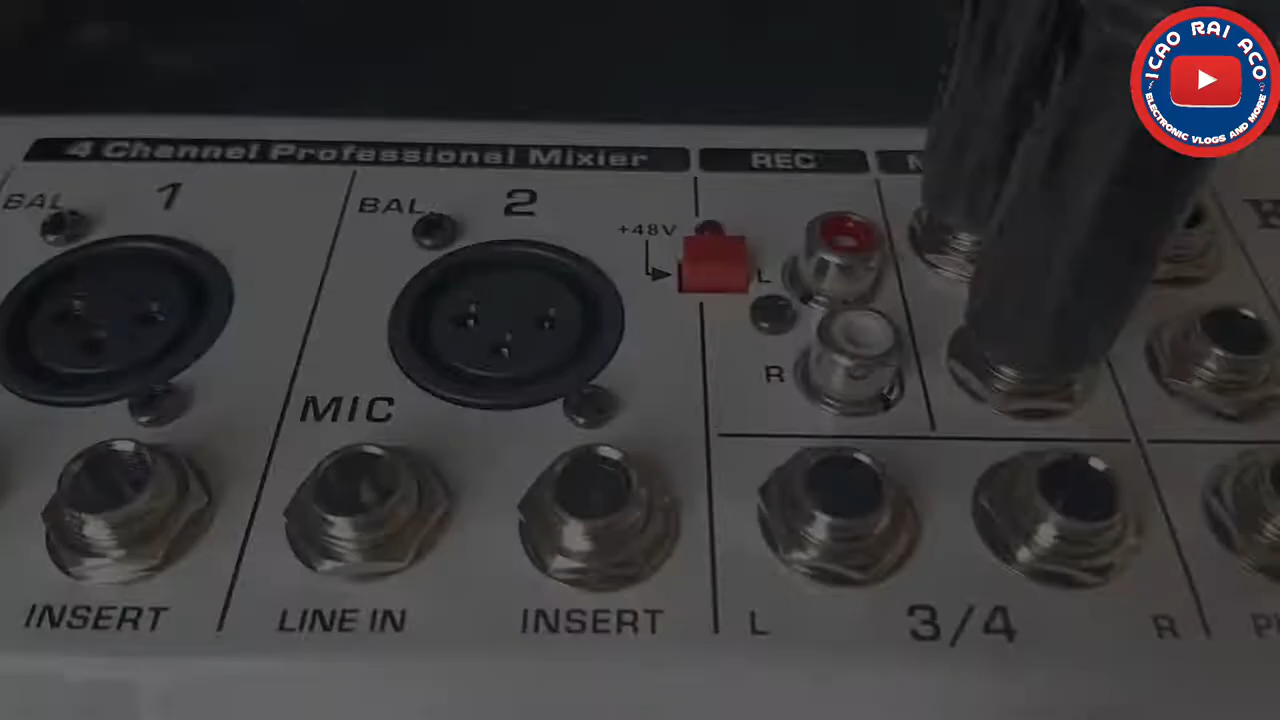 ICAO RAI ACO
ELECTRONIC VLOGS AND MORE
4 Channel Professional Mixier
REC
BAL
1
BAL
2
+48V
L
R
MIC
INSERT
LINE IN
INSERT
L
3/4
R